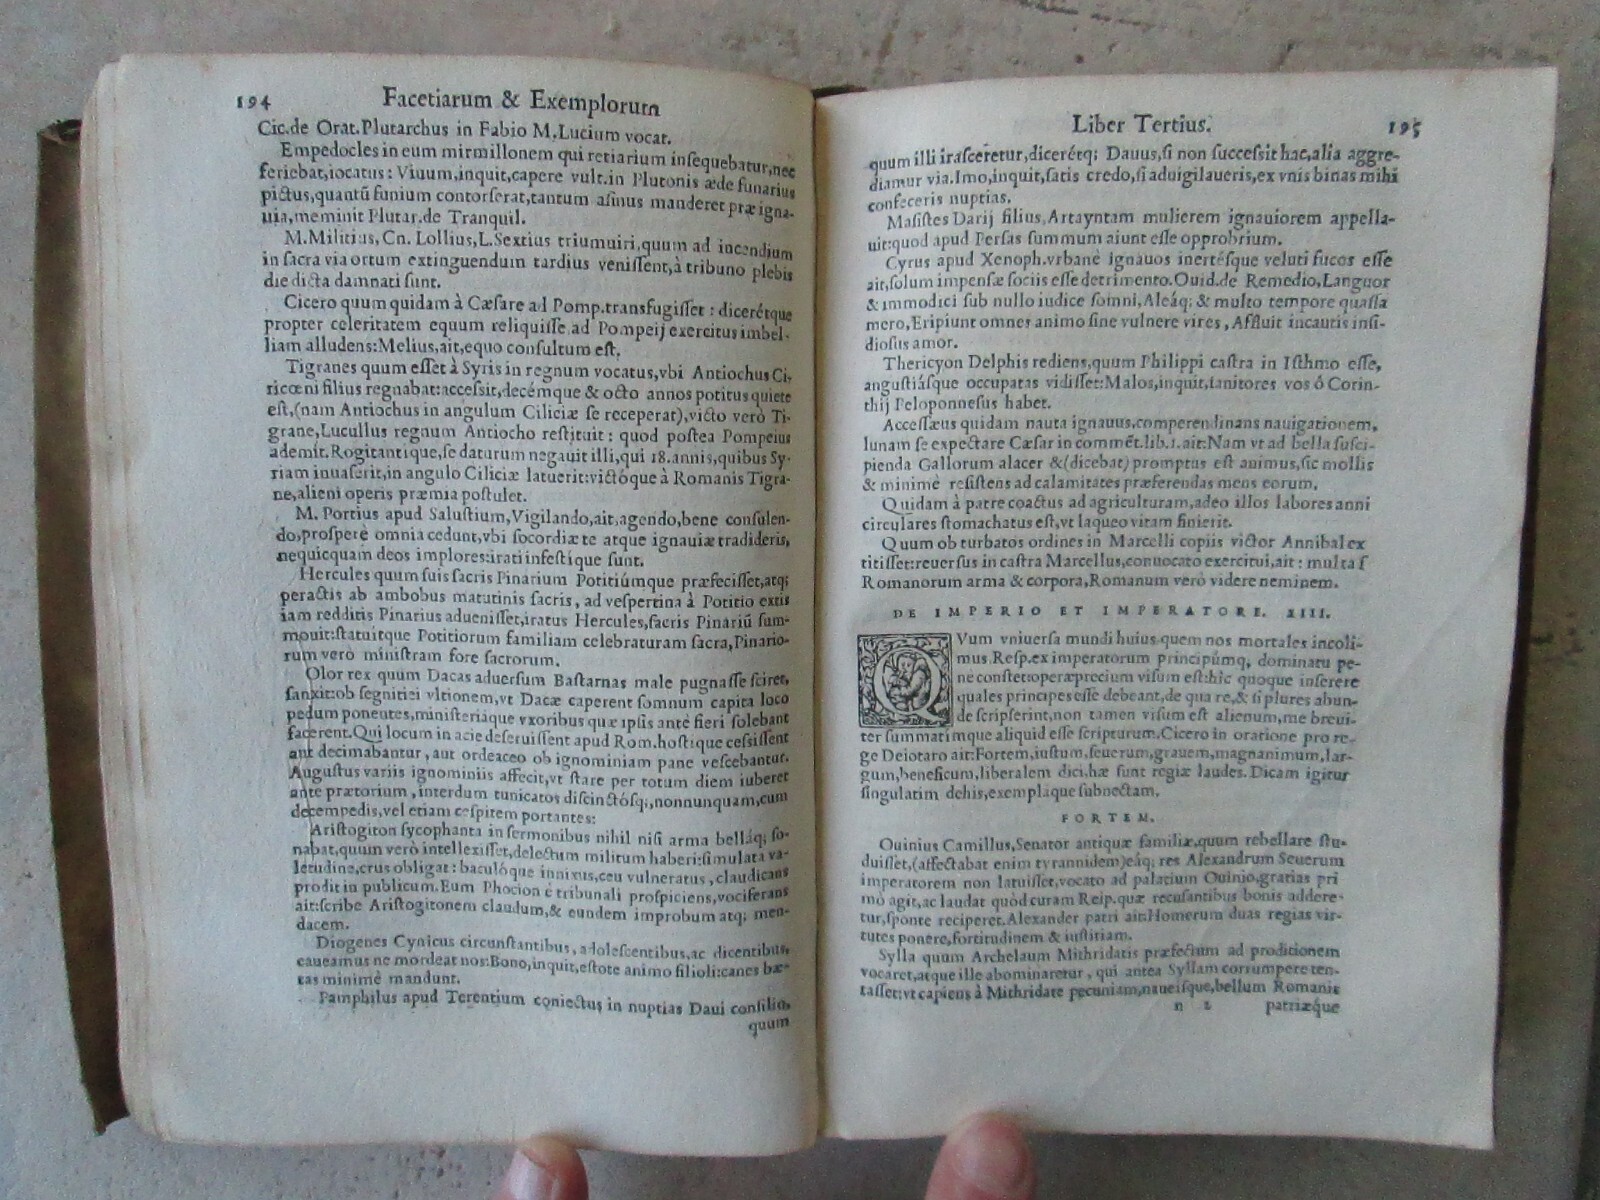 194 Facetiarum & Exemplorum
Cic.de Orat.Plutarchus in Fabio M.Lucium vocat.
Empedocles in eum mirmillonem qui retiarium inſequebatur,nec
feriebat,iocatus: Viuum,inquit,capere vult.in Plutonis æde funarius
pictus,quantū funium contorſerat,tantum aſinus manderet præ igna-
uia,meminit Plutar.de Tranquil.
M.Militius, Cn. Lollius, L.Sextius triumuiri,quum ad incendium
in ſacra via ortum extinguendum tardius veniſſent,à tribuno plebis
die dicta damnati ſunt.
Cicero quum quidam à Cæſare ad Pomp.transfugiſſet : dicerétque
propter celeritatem equum reliquiſſe,ad Pompeij exercitus imbel-
liam alludens:Melius,ait,equo conſultum eſt.
Tigranes quum eſſet à Syris in regnum vocatus,vbi Antiochus Ci-
ricœni filius regnabat:acceſsit,decémque & octo annos potitus quiete
eſt,(nam Antiochus in angulum Ciliciæ ſe receperat),victo verò Ti-
grane,Lucullus regnum Antiocho reſtituit : quod poſtea Pompeius
ademit.Rogitantique,ſe daturum negauit illi,qui 18.annis,quibus Sy-
riam inuaſerit,in angulo Ciliciæ latuerit:victóque à Romanis Tigra-
ne,alieni operis præmia poſtulet.
M. Portius apud Saluſtium,Vigilando,ait,agendo,bene conſulen-
do,proſperè omnia cedunt,vbi ſocordiæ te atque ignauiæ tradideris,
nequicquam deos implores:irati infeſtique ſunt.
Hercules quum ſuis ſacris Pinarium Potitiúmque præfeciſſet,atq;
peractis ab ambobus matutinis ſacris, ad veſpertina à Potitio extis
iam redditis Pinarius adueniſſet,iratus Hercules,ſacris Pinariū ſum-
mouit:ſtatuítque Potitiorum familiam celebraturam ſacra,Pinario-
rum verò miniſtram fore ſacrorum.
Olor rex quum Dacas aduerſum Baſtarnas male pugnaſſe ſciret,
ſanxit:ob ſegnitiei vltionem,vt Dacæ caperent ſomnum capita loco
pedum ponentes,miniſteriáque vxoribus quæ ipſis antè fieri ſolebant
facerent.Qui locum in acie deſeruiſſent apud Rom.hoſtique ceſsiſſent
aut decimabantur, aut ordeaceo ob ignominiam pane veſcebantur.
Auguſtus variis ignominiis affecit,vt ſtare per totum diem iuberet
ante prætorium , interdum tunicatos diſcinctóſq;,nonnunquam,cum
decempedis,vel etiam ceſpitem portantes:
Ariſtogiton ſycophanta in ſermonibus nihil niſi arma belláq; ſo-
nabat,quum verò intellexiſſet,delectum militum haberi:ſimulata va-
letudine,crus obligat: baculóque innixus,ceu vulneratus , claudicans
prodit in publicum.Eum Phocion è tribunali proſpiciens,vociferans
ait:ſcribe Ariſtogitonem claudum,& eundem improbum atq; men-
dacem.
Diogenes Cynicus circunſtantibus, adoleſcentibus,ac dicentibus,
caueamus ne mordeat nos:Bono,inquit,eſtote animo filioli:canes bæ-
tas minimè mandunt.
Pamphilus apud Terentium coniectus in nuptias Daui conſilio,
quum
Liber Tertius. 195
quum illi iraſceretur,dicerétq; Dauus,ſi non ſucceſsit hac,alia aggre-
diamur via.Imo,inquit,ſatis credo,ſi aduigilaueris,ex vnis binas mihi
confeceris nuptias.
Maſiſtes Darij filius,Artayntam mulierem ignauiorem appella-
uit:quod apud Perſas ſummum aiunt eſſe opprobrium.
Cyrus apud Xenoph.vrbanè ignauos inertéſque veluti fucos eſſe
ait,ſolum impenſæ ſociis eſſe detrimento.Ouid.de Remedio,Languor
& immodici ſub nullo iudice ſomni,Aleáq; & multo tempore quaſſa
mero,Eripiunt omnes animo ſine vulnere vires , Affluit incautis inſi-
dioſus amor.
Thericyon Delphis rediens,quum Philippi caſtra in Iſthmo eſſe,
anguſtiáſque occupatas vidiſſet:Malos,inquit,ianitores vos ô Corin-
thij Peloponneſus habet.
Acceſſæus quidam nauta ignauus,comperendinans nauigationem,
lunam ſe expectare Cæſar in commēt.lib.1.ait:Nam vt ad bella ſuſci-
pienda Gallorum alacer &(dicebat) promptus eſt animus,ſic mollis
& minimè reſiſtens ad calamitates præferendas mens eorum.
Quidam à patre coactus ad agriculturam,adeo illos labores anni
circulares ſtomachatus eſt,vt laqueo vitam finierit.
Quum ob turbatos ordines in Marcelli copiis victor Annibal ex
titiſſet:reuerſus in caſtra Marcellus,conuocato exercitui,ait : multa ſ
Romanorum arma & corpora,Romanum verò videre neminem.
DE IMPERIO ET IMPERATORE. XIII.
QVum vniuerſa mundi huius quem nos mortales incoli-
mus.Reſp.ex imperatorum principúmq; dominatu pe-
ne conſtet:operæprecium viſum eſt:hîc quoque inſerere
quales principes eſſe debeant,de qua re,& ſi plures abun-
de ſcripſerint,non tamen viſum eſt alienum,me breui-
ter ſummatimque aliquid eſſe ſcripturum.Cicero in oratione pro re-
ge Deiotaro ait:Fortem,iuſtum,ſeuerum,grauem,magnanimum,lar-
gum,beneficum,liberalem dici,hæ ſunt regiæ laudes.Dicam igitur
ſingulatim dehis,exempláque ſubnectam.
FORTEM.
Ouinius Camillus,Senator antiquæ familiæ,quum rebellare ſtu-
duiſſet,(affectabat enim tyrannidem)eáq; res Alexandrum Seuerum
imperatorem non latuiſſet,vocato ad palatium Ouinio,gratias pri
mò agit,ac laudat quòd curam Reip.quæ recuſantibus bonis addere-
tur,ſponte reciperet.Alexander patri ait:Homerum duas regias vir-
tutes ponere,fortitudinem & iuſtitiam.
Sylla quum Archelaum Mithridatis præfectum ad proditionem
vocaret,atque ille abominaretur , qui antea Syllam corrumpere ten-
taſſet:vt capiens à Mithridate pecuniam,naueíſque,bellum Romanis
n 2 patriæque